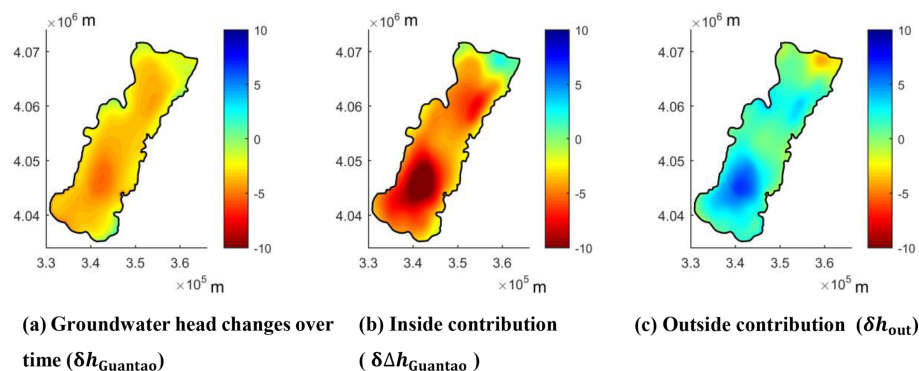 ×10⁶ m
4.07
4.06
4.05
4.04
3.3 3.4 3.5 3.6
×10⁵ m
10
5
0
-5
-10
×10⁶ m
4.07
4.06
4.05
4.04
3.3 3.4 3.5 3.6
×10⁵ m
10
5
0
-5
-10
×10⁶ m
4.07
4.06
4.05
4.04
3.3 3.4 3.5 3.6
×10⁵ m
10
5
0
-5
-10
(a) Groundwater head changes over
time (δh_Guantao)
(b) Inside contribution
( δΔh_Guantao )
(c) Outside contribution (δh_out)